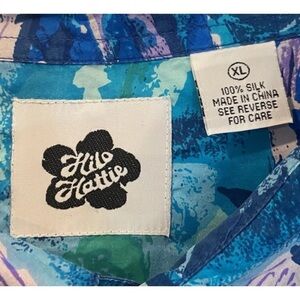 Hilo
Hattie
XL
100% SILK
MADE IN CHINA
SEE REVERSE
FOR CARE